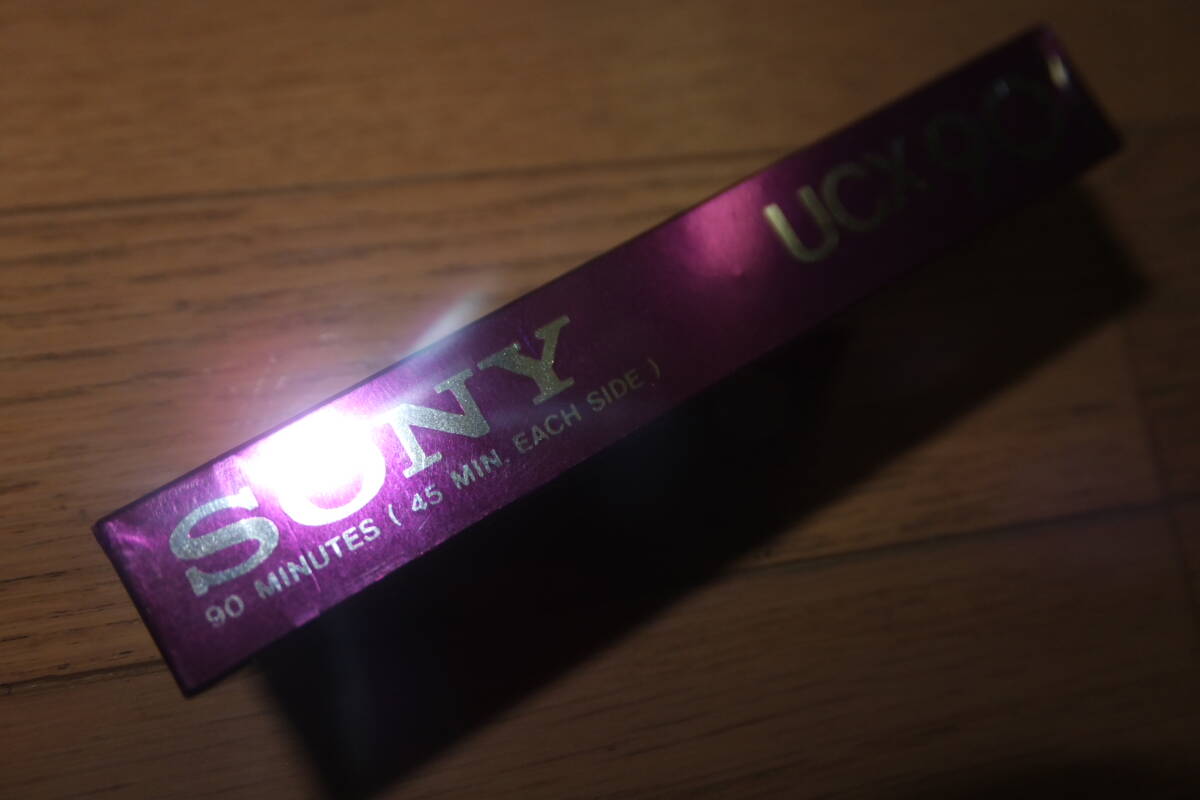 SONY
90 MINUTES ( 45 MIN. EACH SIDE )
UCX 90